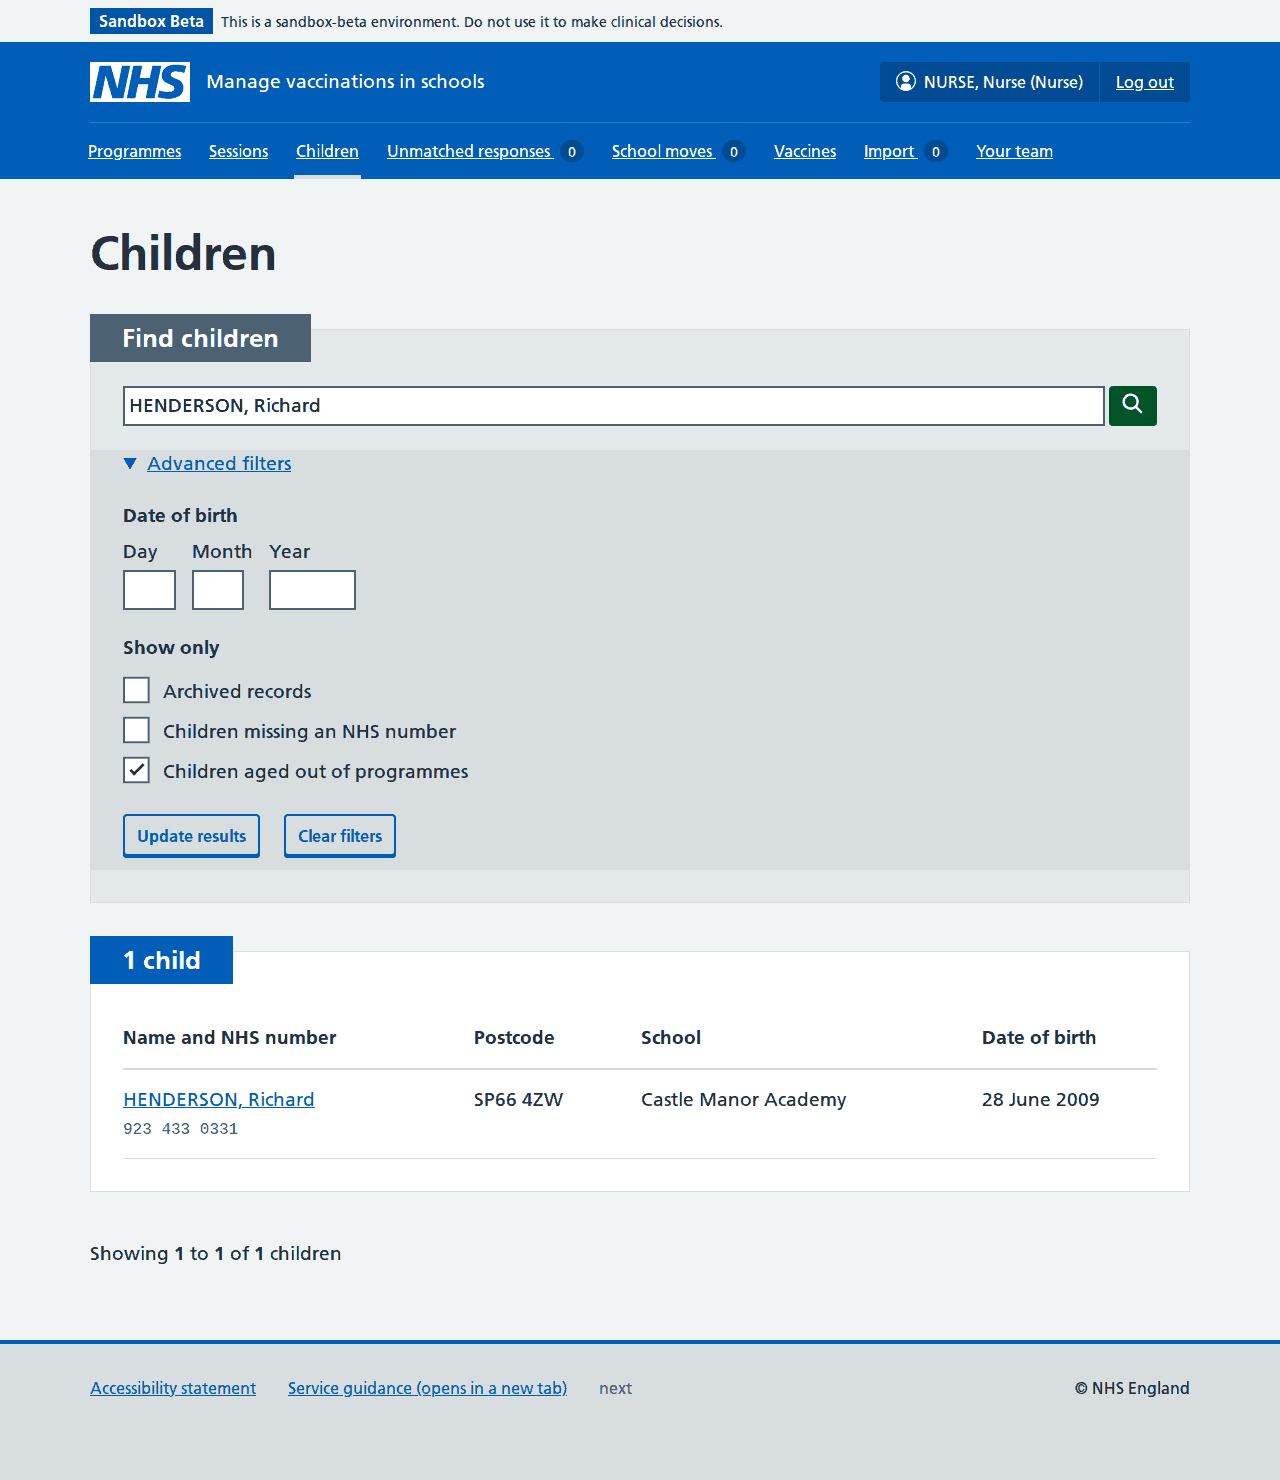 Sandbox Beta This is a sandbox-beta environment. Do not use it to make clinical decisions.
NHS Manage vaccinations in schools NURSE, Nurse (Nurse) Log out
Programmes Sessions Children Unmatched responses 0 School moves 0 Vaccines Import 0 Your team
Children
Find children
HENDERSON, Richard
Advanced filters
Date of birth
Day Month Year
Show only
Archived records
Children missing an NHS number
Children aged out of programmes
Update results Clear filters
1 child
Name and NHS number Postcode School Date of birth
HENDERSON, Richard SP66 4ZW Castle Manor Academy 28 June 2009
923 433 0331
Showing 1 to 1 of 1 children
Accessibility statement Service guidance (opens in a new tab) next © NHS England